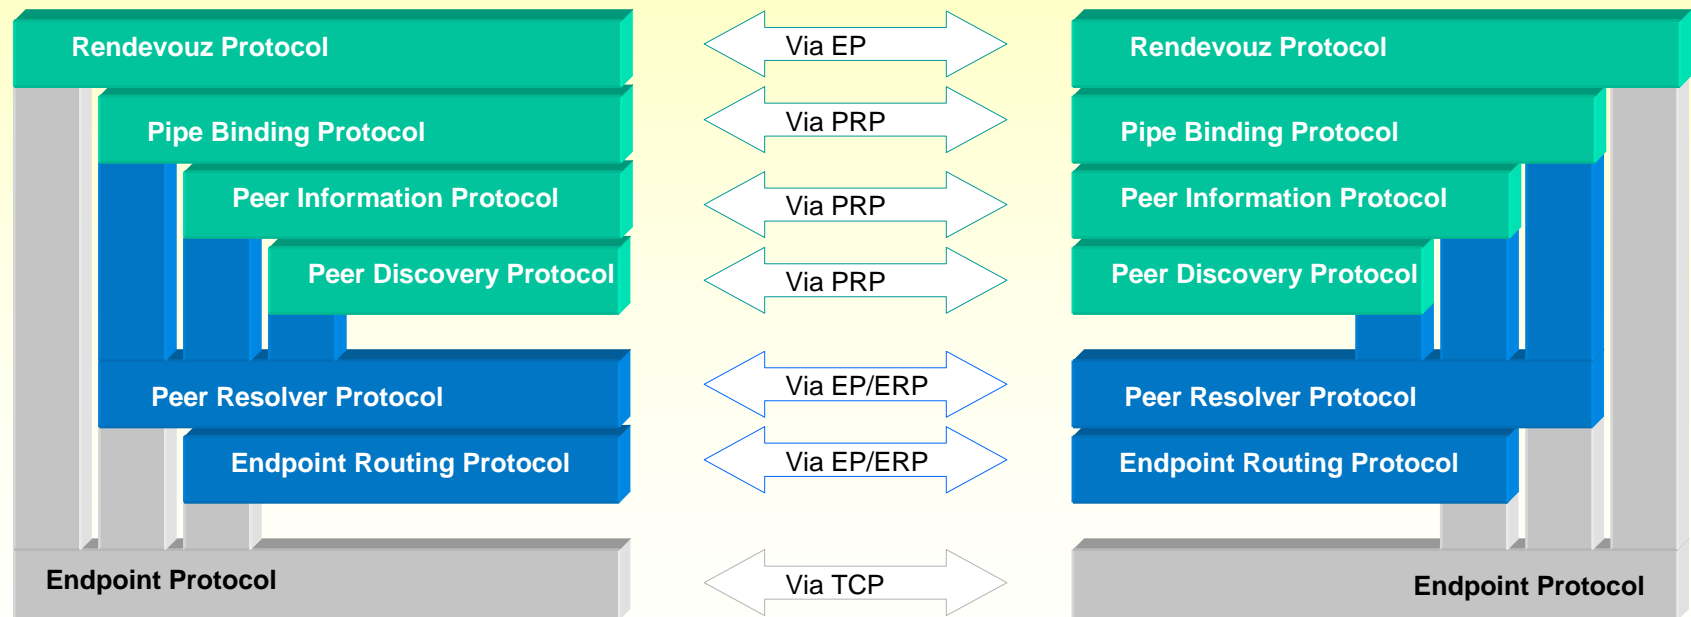 Rendevouz Protocol Via EP Rendevouz Protocol
Pipe Binding Protocol Via PRP Pipe Binding Protocol
Peer Information Protocol Via PRP Peer Information Protocol
Peer Discovery Protocol Via PRP Peer Discovery Protocol
Peer Resolver Protocol Via EP/ERP Peer Resolver Protocol
Endpoint Routing Protocol Via EP/ERP Endpoint Routing Protocol
Endpoint Protocol Via TCP Endpoint Protocol